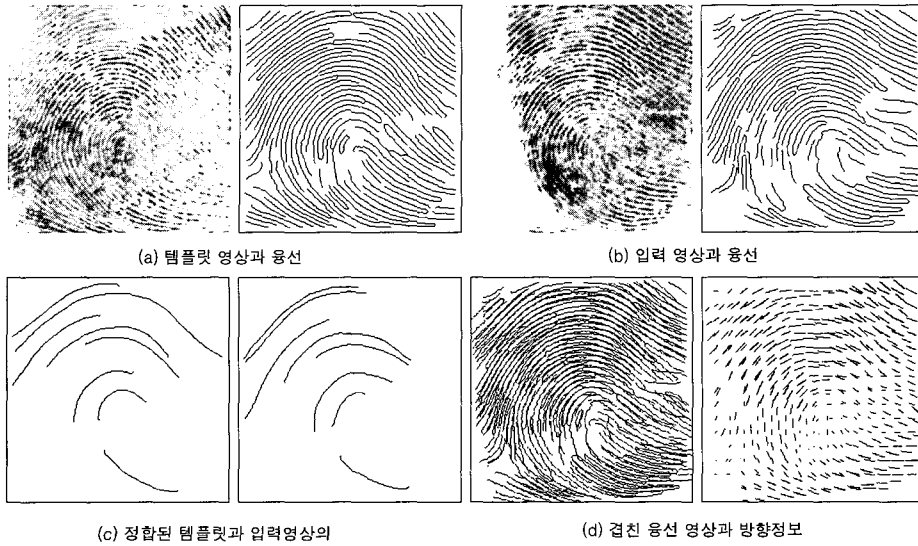 (a) 템플릿 영상과 융선
(b) 입력 영상과 융선
(c) 정합된 템플릿과 입력영상의
(d) 겹친 융선 영상과 방향정보